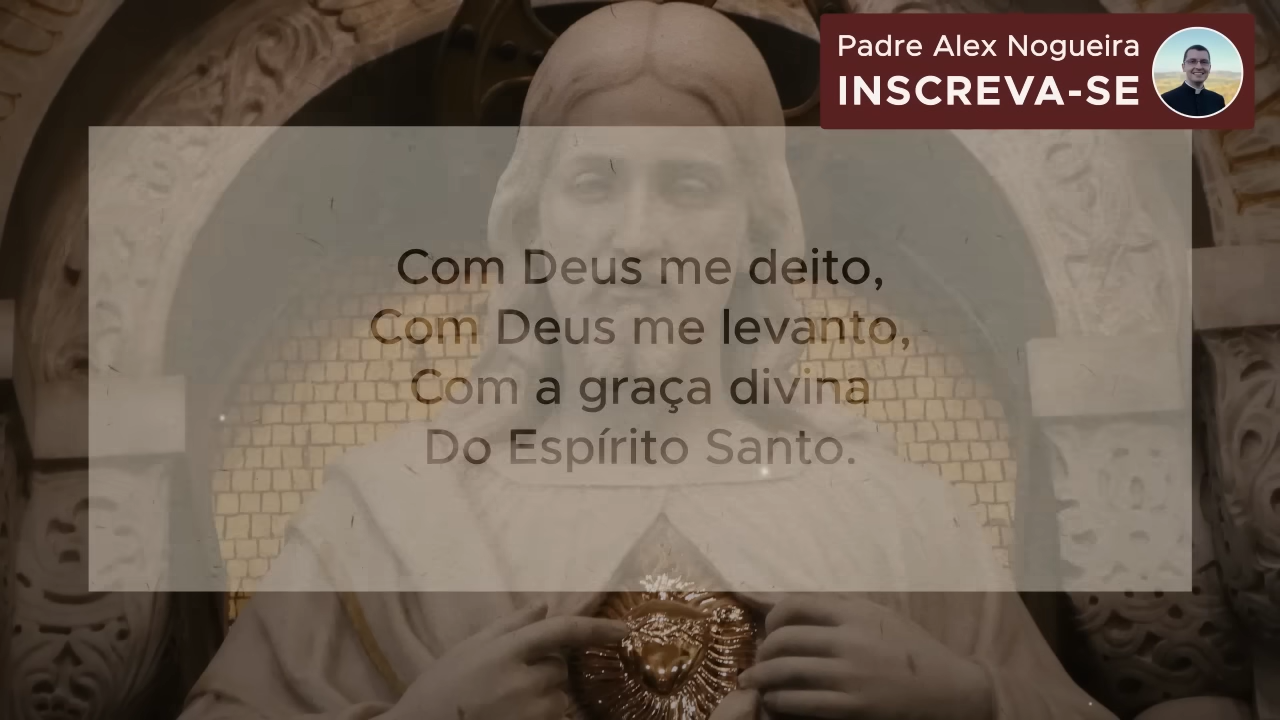 Padre Alex Nogueira
INSCREVA-SE
Com Deus me deito,
Com Deus me levanto,
Com a graça divina
Do Espírito Santo.